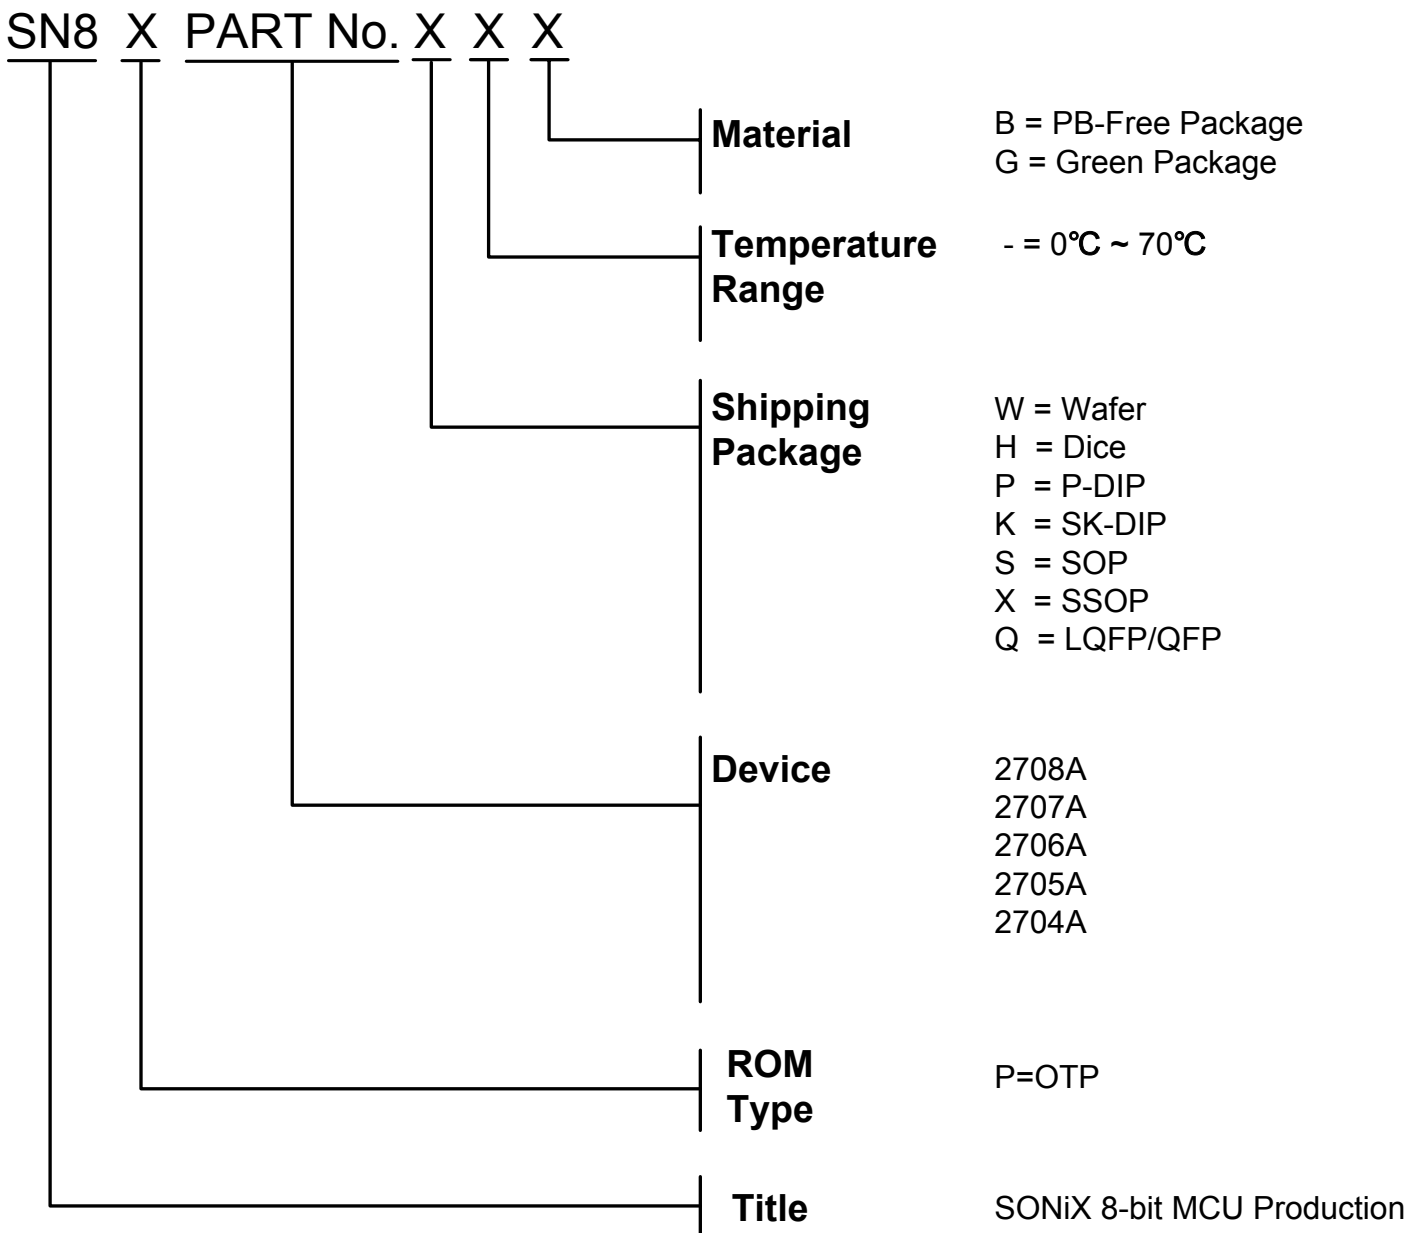 SN8 X PART No. X X X
Material
B = PB-Free Package
G = Green Package
Temperature
Range
- = 0℃ ~ 70℃
Shipping
Package
W = Wafer
H = Dice
P = P-DIP
K = SK-DIP
S = SOP
X = SSOP
Q = LQFP/QFP
Device
2708A
2707A
2706A
2705A
2704A
ROM
Type
P=OTP
Title
SONiX 8-bit MCU Production